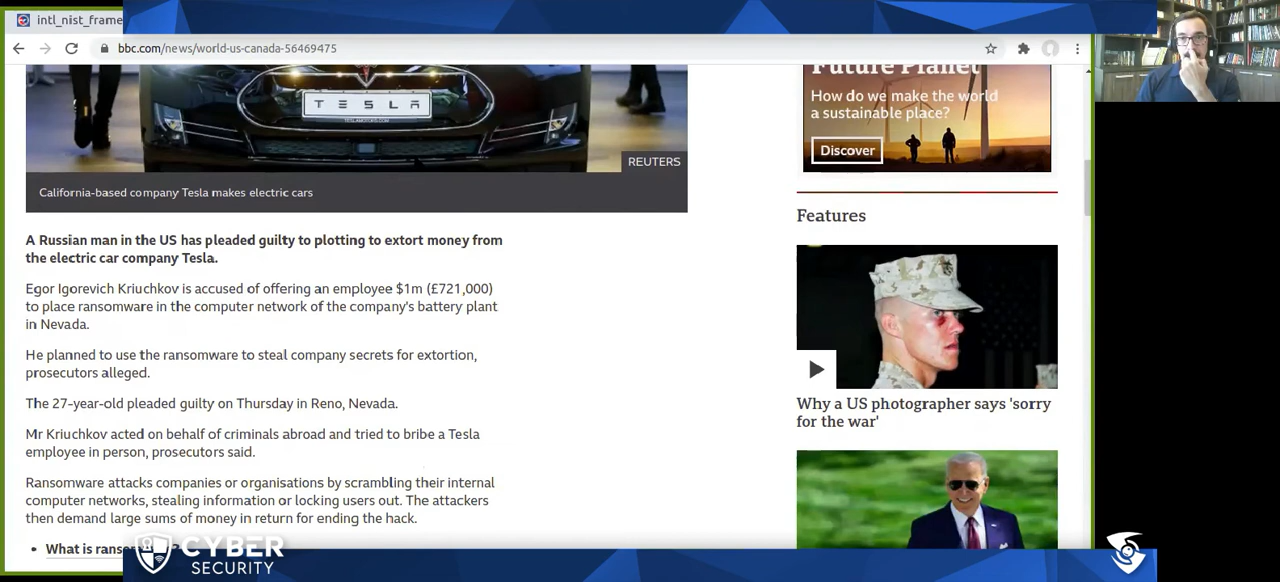 intl_nist_frame
bbc.com/news/world-us-canada-56469475
TESLA
REUTERS
California-based company Tesla makes electric cars
A Russian man in the US has pleaded guilty to plotting to extort money from
the electric car company Tesla.
Egor Igorevich Kriuchkov is accused of offering an employee $1m (£721,000)
to place ransomware in the computer network of the company's battery plant
in Nevada.
He planned to use the ransomware to steal company secrets for extortion,
prosecutors alleged.
The 27-year-old pleaded guilty on Thursday in Reno, Nevada.
Mr Kriuchkov acted on behalf of criminals abroad and tried to bribe a Tesla
employee in person, prosecutors said.
Ransomware attacks companies or organisations by scrambling their internal
computer networks, stealing information or locking users out. The attackers
then demand large sums of money in return for ending the hack.
• What is
CYBER
SECURITY
Future Planet
How do we make the world
a sustainable place?
Discover
Features
Why a US photographer says 'sorry
for the war'